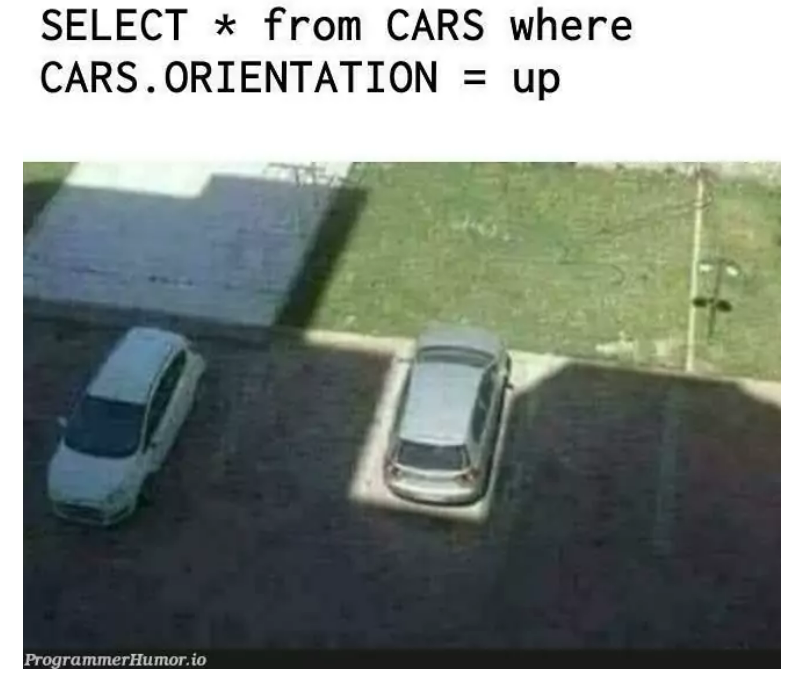 SELECT * from CARS where
CARS.ORIENTATION = up
ProgrammerHumor.io